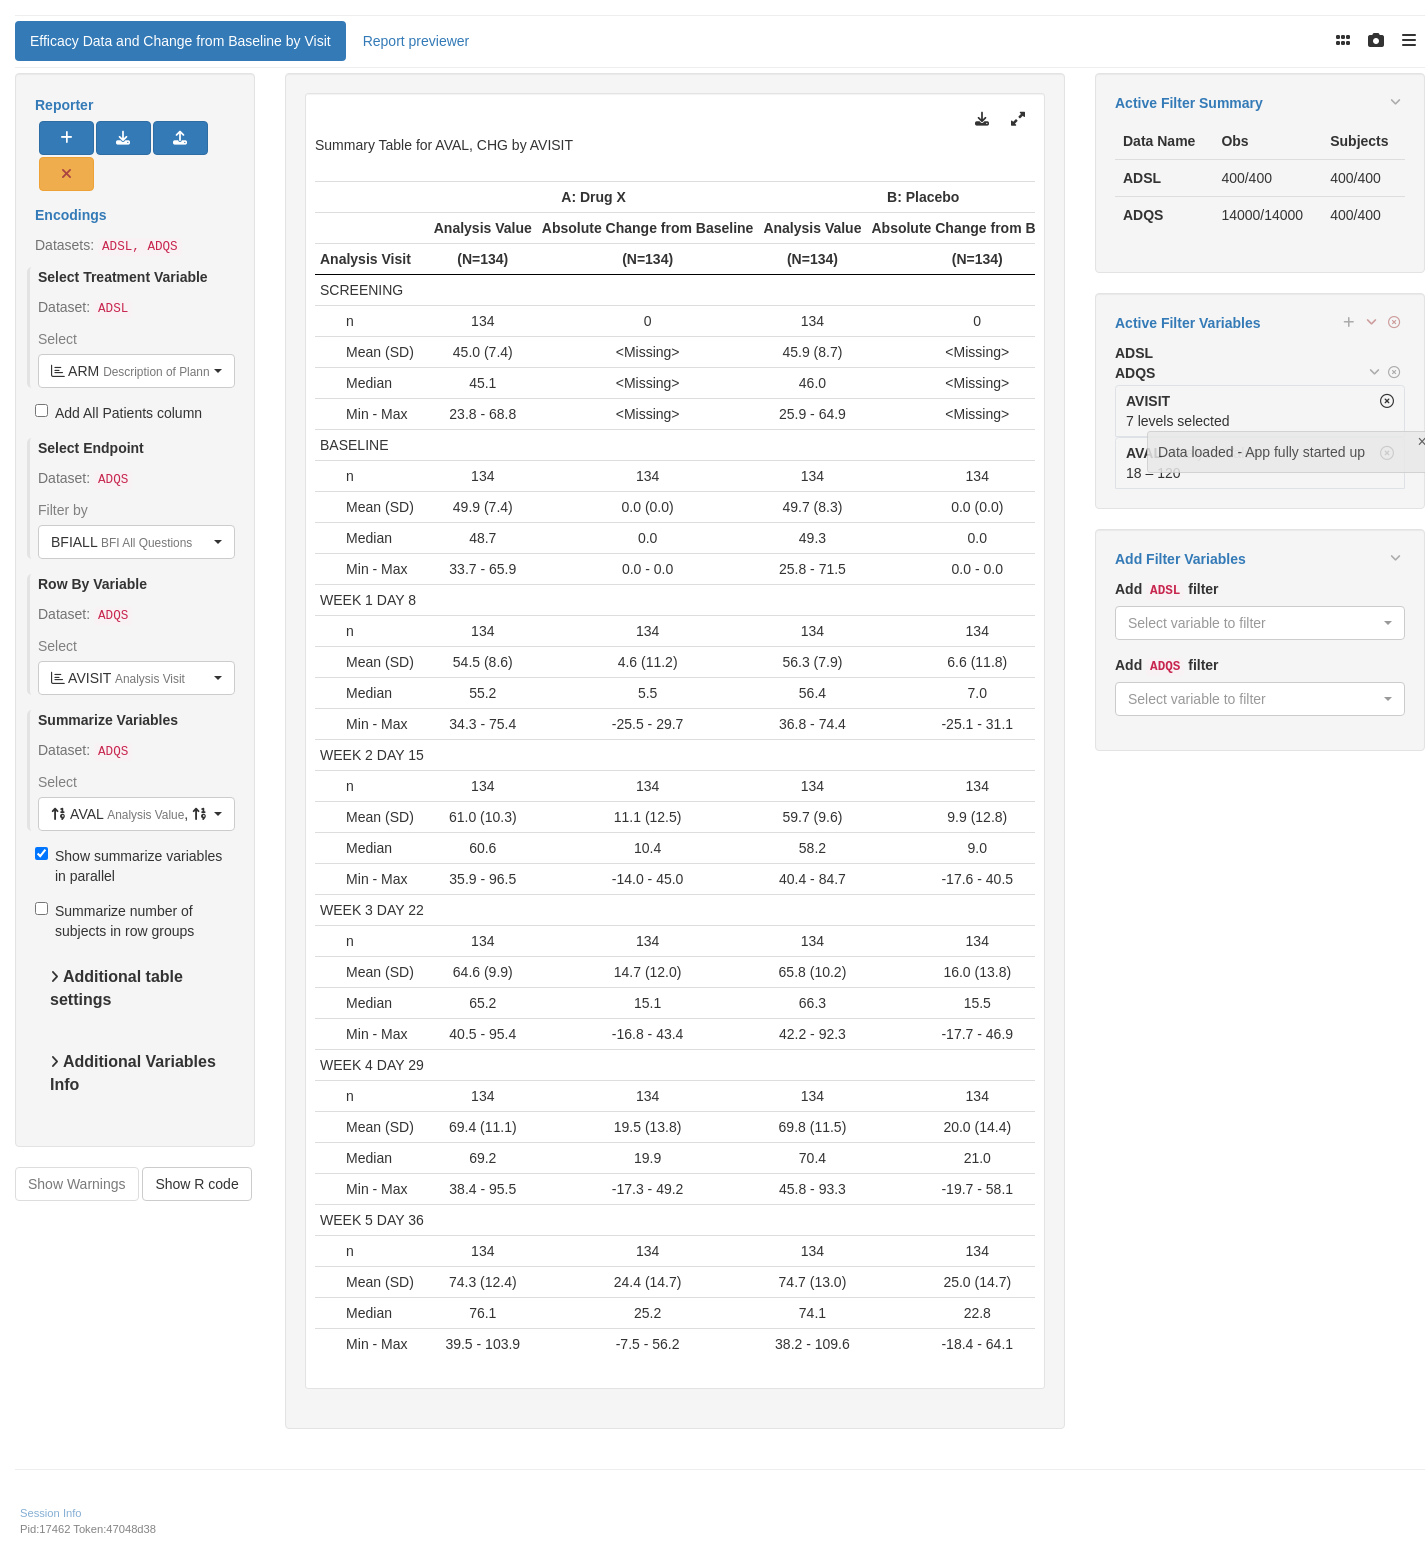 Efficacy Data and Change from Baseline by Visit
Report previewer
Reporter
Encodings
Datasets: ADSL, ADQS
Select Treatment Variable
Dataset: ADSL
Select
ARM Description of Plann
Add All Patients column
Select Endpoint
Dataset: ADQS
Filter by
BFIALL BFI All Questions
Row By Variable
Dataset: ADQS
Select
AVISIT Analysis Visit
Summarize Variables
Dataset: ADQS
Select
AVAL Analysis Value,
Show summarize variables
in parallel
Summarize number of
subjects in row groups
Additional table
settings
Additional Variables
Info
Show Warnings
Show R code
Summary Table for AVAL, CHG by AVISIT
A: Drug X B: Placebo
Analysis Value Absolute Change from Baseline Analysis Value Absolute Change from B
Analysis Visit (N=134) (N=134) (N=134) (N=134)
SCREENING
n 134 0 134 0
Mean (SD) 45.0 (7.4) <Missing> 45.9 (8.7) <Missing>
Median 45.1 <Missing> 46.0 <Missing>
Min - Max 23.8 - 68.8 <Missing> 25.9 - 64.9 <Missing>
BASELINE
n 134 134 134 134
Mean (SD) 49.9 (7.4) 0.0 (0.0) 49.7 (8.3) 0.0 (0.0)
Median 48.7 0.0 49.3 0.0
Min - Max 33.7 - 65.9 0.0 - 0.0 25.8 - 71.5 0.0 - 0.0
WEEK 1 DAY 8
n 134 134 134 134
Mean (SD) 54.5 (8.6) 4.6 (11.2) 56.3 (7.9) 6.6 (11.8)
Median 55.2 5.5 56.4 7.0
Min - Max 34.3 - 75.4 -25.5 - 29.7 36.8 - 74.4 -25.1 - 31.1
WEEK 2 DAY 15
n 134 134 134 134
Mean (SD) 61.0 (10.3) 11.1 (12.5) 59.7 (9.6) 9.9 (12.8)
Median 60.6 10.4 58.2 9.0
Min - Max 35.9 - 96.5 -14.0 - 45.0 40.4 - 84.7 -17.6 - 40.5
WEEK 3 DAY 22
n 134 134 134 134
Mean (SD) 64.6 (9.9) 14.7 (12.0) 65.8 (10.2) 16.0 (13.8)
Median 65.2 15.1 66.3 15.5
Min - Max 40.5 - 95.4 -16.8 - 43.4 42.2 - 92.3 -17.7 - 46.9
WEEK 4 DAY 29
n 134 134 134 134
Mean (SD) 69.4 (11.1) 19.5 (13.8) 69.8 (11.5) 20.0 (14.4)
Median 69.2 19.9 70.4 21.0
Min - Max 38.4 - 95.5 -17.3 - 49.2 45.8 - 93.3 -19.7 - 58.1
WEEK 5 DAY 36
n 134 134 134 134
Mean (SD) 74.3 (12.4) 24.4 (14.7) 74.7 (13.0) 25.0 (14.7)
Median 76.1 25.2 74.1 22.8
Min - Max 39.5 - 103.9 -7.5 - 56.2 38.2 - 109.6 -18.4 - 64.1
Active Filter Summary
Data Name Obs Subjects
ADSL 400/400 400/400
ADQS 14000/14000 400/400
Active Filter Variables
ADSL
ADQS
AVISIT
7 levels selected
Data loaded - App fully started up
18 – 120
Add Filter Variables
Add ADSL filter
Select variable to filter
Add ADQS filter
Select variable to filter
Session Info
Pid:17462 Token:47048d38